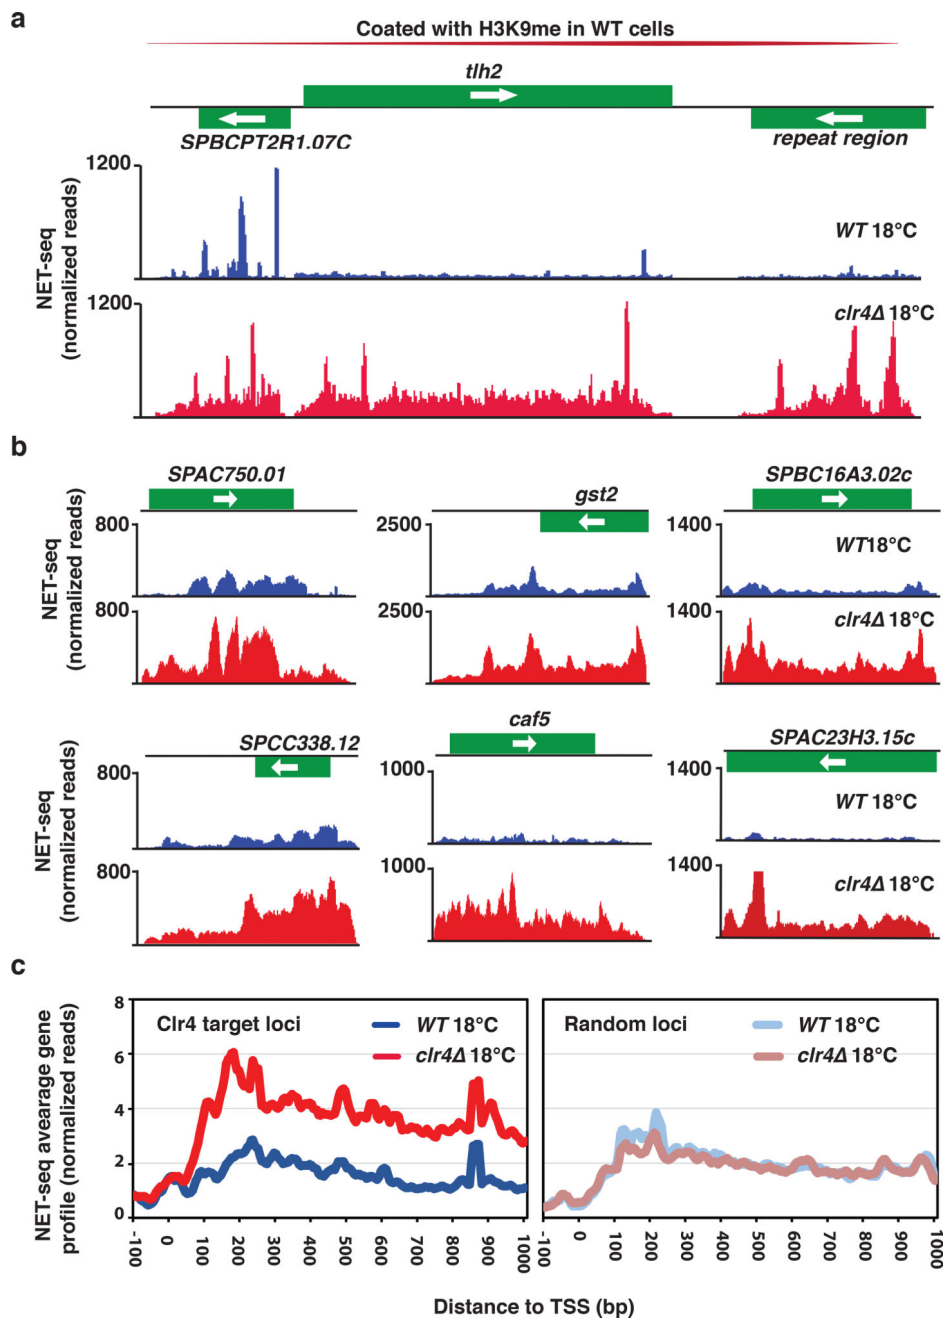 a
Coated with H3K9me in WT cells
tlh2
SPBCPT2R1.07C
repeat region
NET-seq
(normalized reads)
1200
WT 18°C
1200
clr4Δ 18°C
b
SPAC750.01
gst2
SPBC16A3.02c
NET-seq
(normalized reads)
800
2500
1400
WT18°C
800
2500
1400
clr4Δ 18°C
SPCC338.12
caf5
SPAC23H3.15c
NET-seq
(normalized reads)
800
1000
1400
WT 18°C
800
1000
1400
clr4Δ 18°C
c
NET-seq avearage gene
profile (normalized reads)
8
6
4
2
0
Clr4 target loci
WT 18°C
clr4Δ 18°C
Random loci
WT 18°C
clr4Δ 18°C
-100 0 100 200 300 400 500 600 700 800 900 1000
-100 0 100 200 300 400 500 600 700 800 900 1000
Distance to TSS (bp)